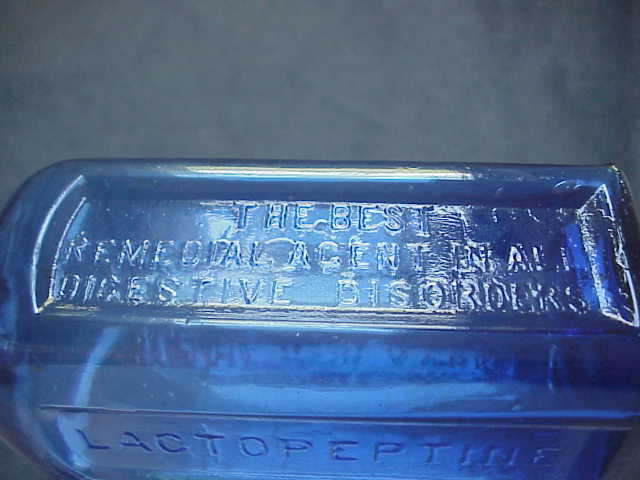 THE BEST
REMEDIAL AGENT IN ALL
DIGESTIVE DISORDERS
LACTOPEPTINE